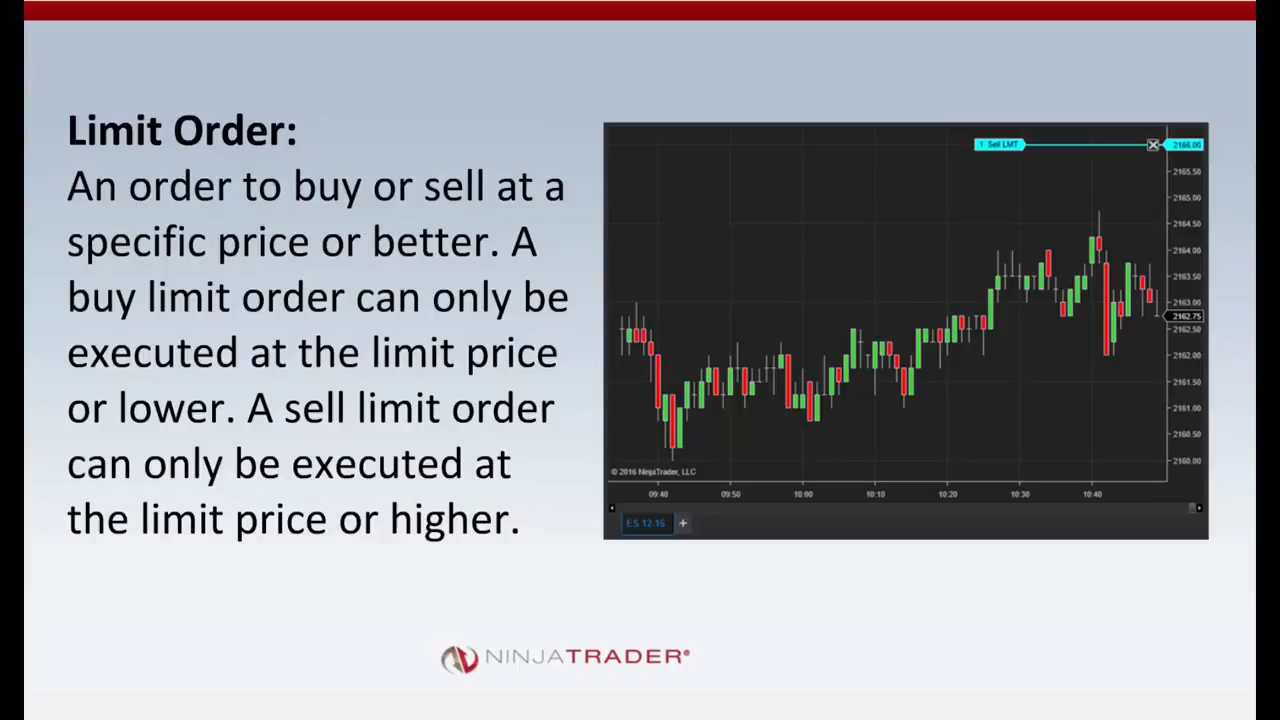 Limit Order:
An order to buy or sell at a
specific price or better. A
buy limit order can only be
executed at the limit price
or lower. A sell limit order
can only be executed at
the limit price or higher.
1 Sell LMT
2166.00
2165.50
2165.00
2164.50
2164.00
2163.50
2163.00
2162.75
2162.50
2162.00
2161.50
2161.00
2160.50
2160.00
© 2016 NinjaTrader, LLC
09:40 09:50 10:00 10:10 10:20 10:30 10:40
ES 12-16 +
NINJATRADER®